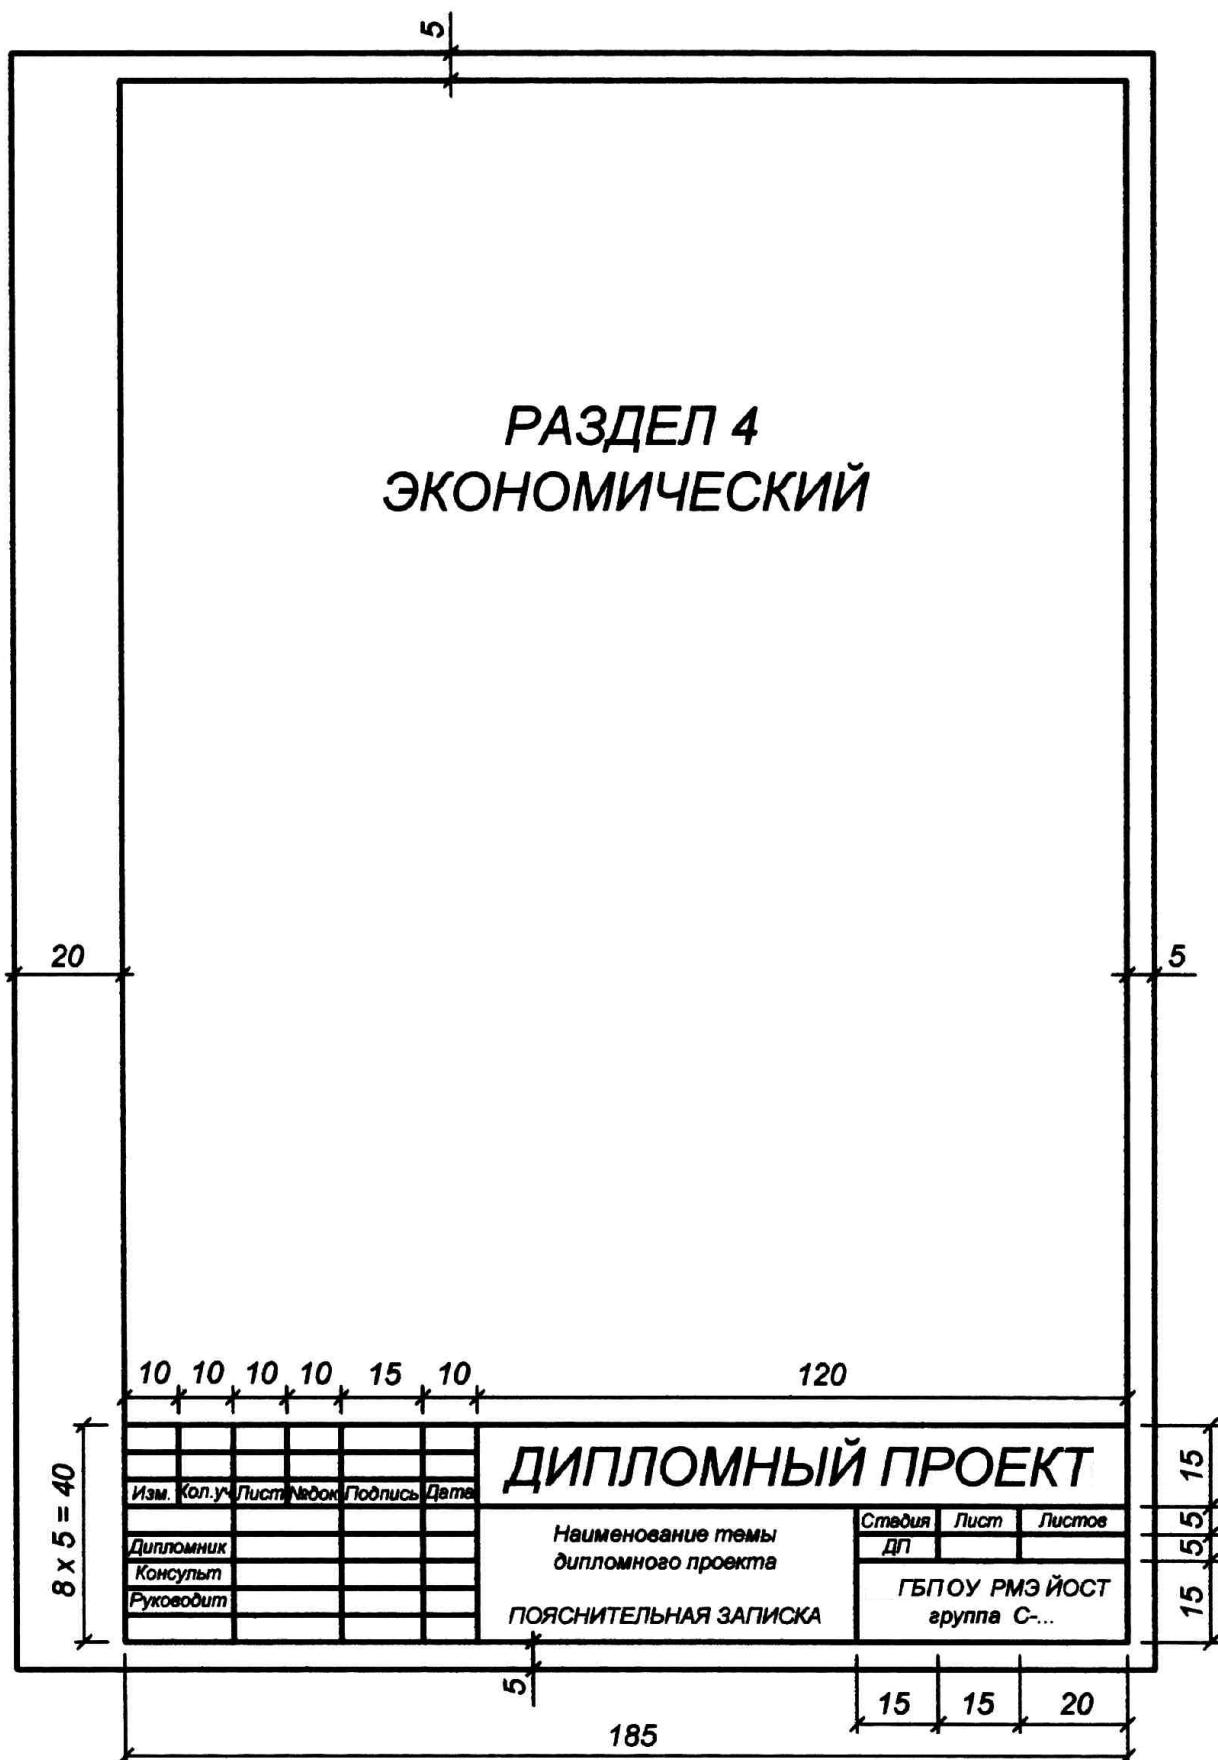 5
РАЗДЕЛ 4
ЭКОНОМИЧЕСКИЙ
20
5
10 10 10 10 15 10 120
8 x 5 = 40
ДИПЛОМНЫЙ ПРОЕКТ
15
Изм. Кол.уч Лист №док Подпись Дата
Наименование темы
дипломного проекта
Стадия Лист Листов
5
Дипломник
ДП
5
Консульт
Руководит
ГБПОУ РМЭ ЙОСТ
группа С-...
15
ПОЯСНИТЕЛЬНАЯ ЗАПИСКА
5
15 15 20
185